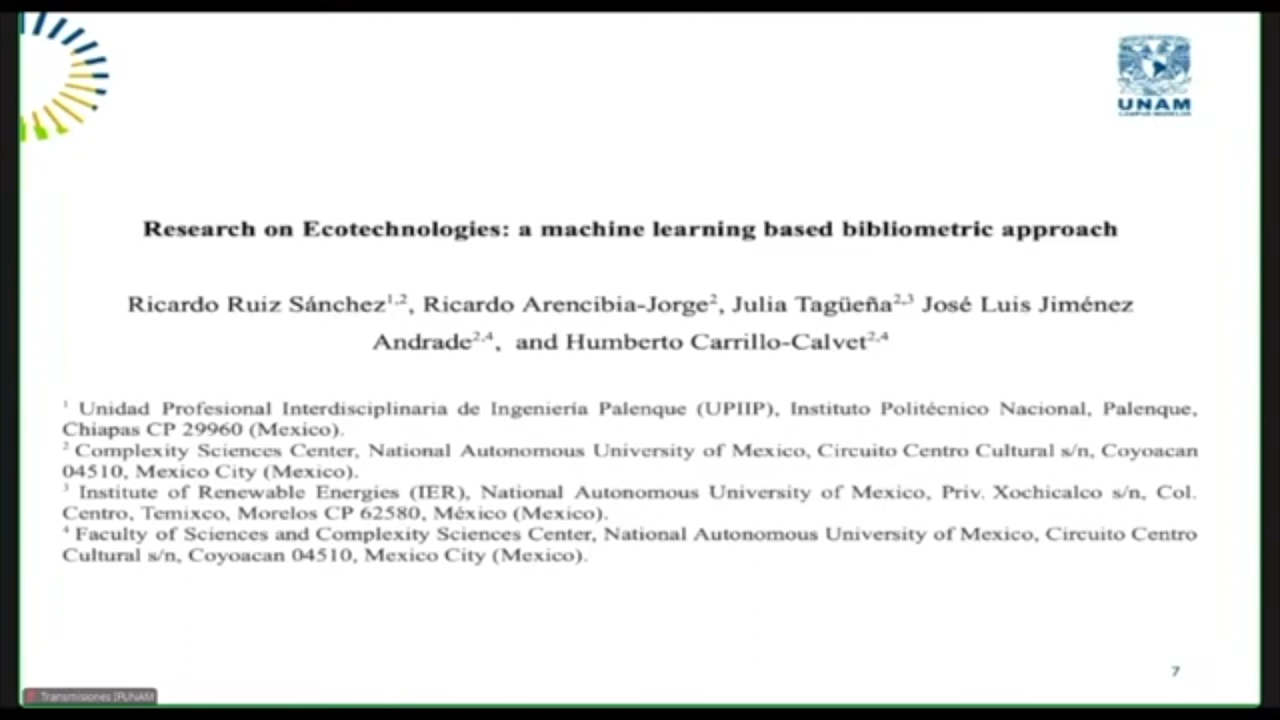 UNAM
Research on Ecotechnologies: a machine learning based bibliometric approach
Ricardo Ruiz Sánchez1,2, Ricardo Arencibia-Jorge2, Julia Tagüeña2,3 José Luis Jiménez
Andrade2,4, and Humberto Carrillo-Calvet2,4
1 Unidad Profesional Interdisciplinaria de Ingeniería Palenque (UPIIP), Instituto Politécnico Nacional, Palenque,
Chiapas CP 29960 (Mexico).
2 Complexity Sciences Center, National Autonomous University of Mexico, Circuito Centro Cultural s/n, Coyoacan
04510, Mexico City (Mexico).
3 Institute of Renewable Energies (IER), National Autonomous University of Mexico, Priv. Xochicalco s/n, Col.
Centro, Temixco, Morelos CP 62580, México (Mexico).
4 Faculty of Sciences and Complexity Sciences Center, National Autonomous University of Mexico, Circuito Centro
Cultural s/n, Coyoacan 04510, Mexico City (Mexico).
7
Transmisiones